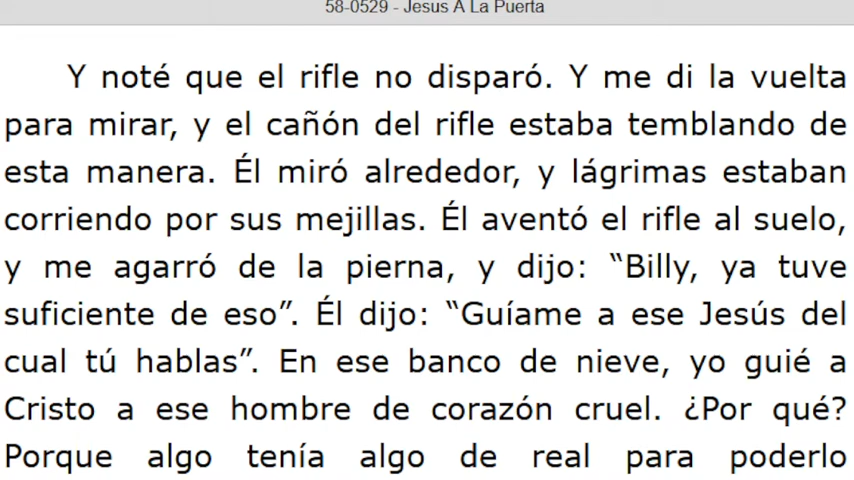 58-0529 - Jesus A La Puerta
Y noté que el rifle no disparó. Y me di la vuelta
para mirar, y el cañón del rifle estaba temblando de
esta manera. Él miró alrededor, y lágrimas estaban
corriendo por sus mejillas. Él aventó el rifle al suelo,
y me agarró de la pierna, y dijo: “Billy, ya tuve
suficiente de eso”. Él dijo: “Guíame a ese Jesús del
cual tú hablas”. En ese banco de nieve, yo guié a
Cristo a ese hombre de corazón cruel. ¿Por qué?
Porque algo tenía algo de real para poderlo